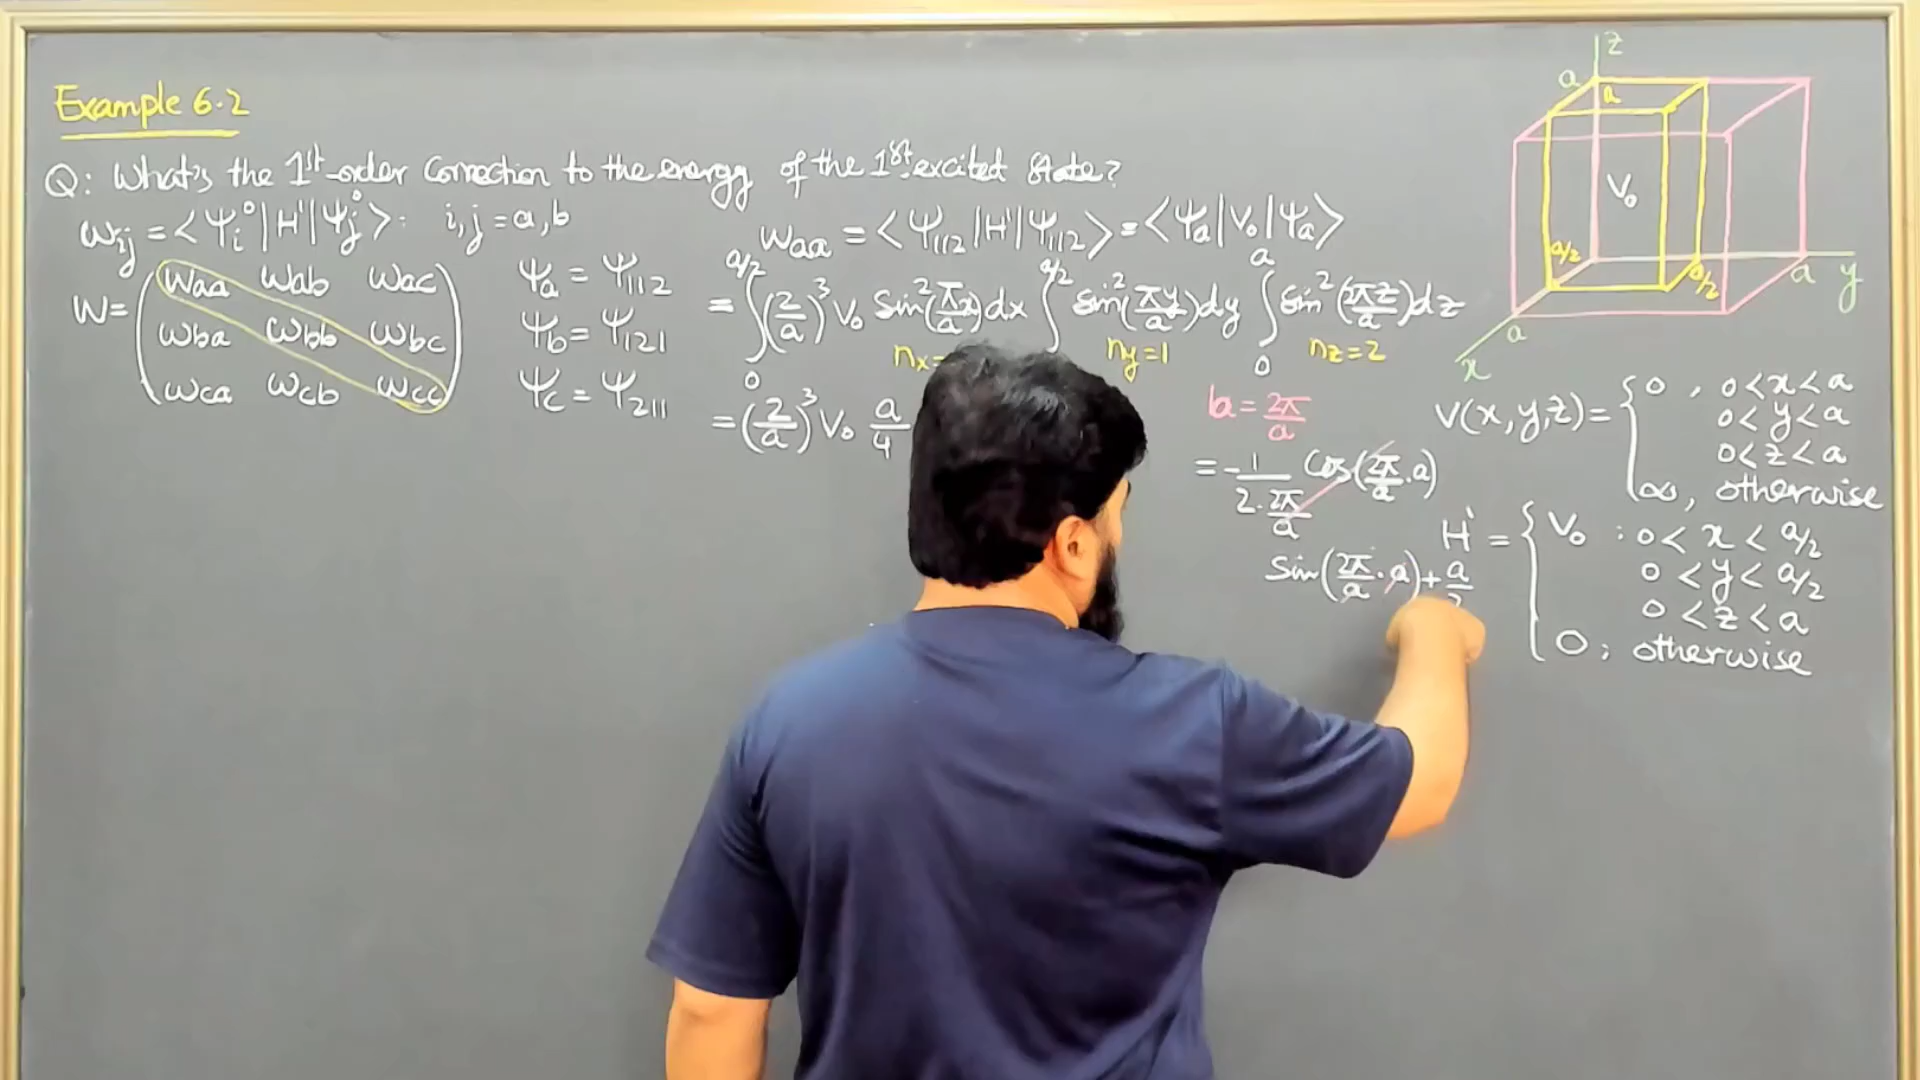 Example 6.2
Q: What's the 1st-order Correction to the energy of the 1st excited State?
Wij = <Ψi⁰|H'|Ψj⁰>: i,j = a,b
W = (Waa Wab Wac
Wba Wbb Wbc
Wca Wcb Wcc)
Ψa = Ψ112
Ψb = Ψ121
Ψc = Ψ211
Waa = <Ψ112|H'|Ψ112> = <Ψa|V₀|Ψa>
= ∫₀^{a/2} (2/a)³ V₀ Sin²(π/a x)dx ∫^{a/2} sin²(πy/a)dy ∫₀^{a} sin²(2πz/a)dz
nx= ny=1 nz=2
= (2/a)³ V₀ a/4
b = 2π/a
= -1/(2·2π/a) Cos(2π/a·a)
Sin(2π/a·a) + a/2
z
a
a
V₀
a/2
a/2
a
y
a
x
V(x,y,z) = { 0 , 0<x<a
0<y<a
0<z<a
∞, otherwise
H' = { V₀ : 0<x<a/2
0<y<a/2
0<z<a
0 ; otherwise